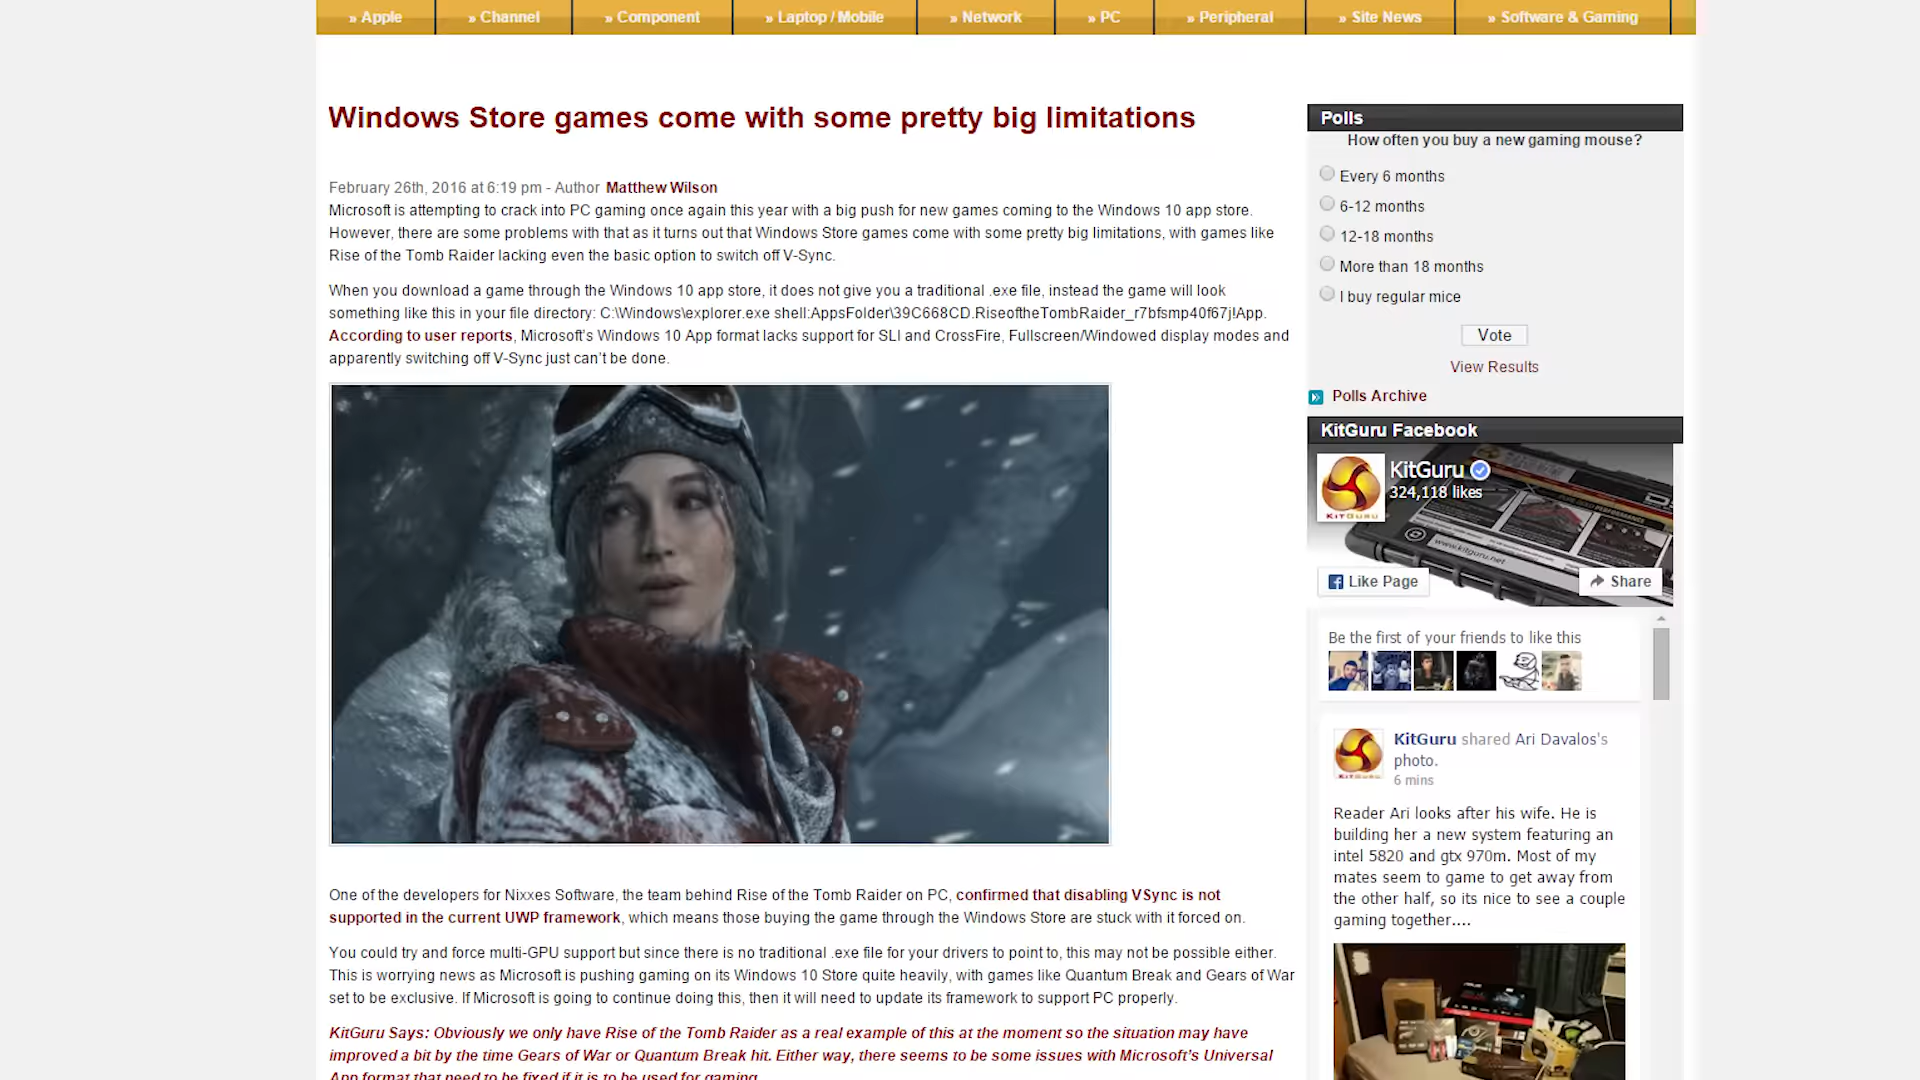 » Apple
» Channel
» Component
» Laptop / Mobile
» Network
» PC
» Peripheral
» Site News
» Software & Gaming
Windows Store games come with some pretty big limitations
February 26th, 2016 at 6:19 pm - Author Matthew Wilson
Microsoft is attempting to crack into PC gaming once again this year with a big push for new games coming to the Windows 10 app store.
However, there are some problems with that as it turns out that Windows Store games come with some pretty big limitations, with games like
Rise of the Tomb Raider lacking even the basic option to switch off V-Sync.
When you download a game through the Windows 10 app store, it does not give you a traditional .exe file, instead the game will look
something like this in your file directory: C:\Windows\explorer.exe shell:AppsFolder\39C668CD.RiseoftheTombRaider_r7bfsmp40f67j!App.
According to user reports, Microsoft's Windows 10 App format lacks support for SLI and CrossFire, Fullscreen/Windowed display modes and
apparently switching off V-Sync just can't be done.
One of the developers for Nixxes Software, the team behind Rise of the Tomb Raider on PC, confirmed that disabling VSync is not
supported in the current UWP framework, which means those buying the game through the Windows Store are stuck with it forced on.
You could try and force multi-GPU support but since there is no traditional .exe file for your drivers to point to, this may not be possible either.
This is worrying news as Microsoft is pushing gaming on its Windows 10 Store quite heavily, with games like Quantum Break and Gears of War
set to be exclusive. If Microsoft is going to continue doing this, then it will need to update its framework to support PC properly.
KitGuru Says: Obviously we only have Rise of the Tomb Raider as a real example of this at the moment so the situation may have
improved a bit by the time Gears of War or Quantum Break hit. Either way, there seems to be some issues with Microsoft's Universal
App format that need to be fixed if it is to be used for gaming.
Polls
How often you buy a new gaming mouse?
Every 6 months
6-12 months
12-18 months
More than 18 months
I buy regular mice
Vote
View Results
Polls Archive
KitGuru Facebook
KitGuru
324,118 likes
KITGURU
www.kitguru.net
Like Page
Share
Be the first of your friends to like this
KitGuru shared Ari Davalos's
photo.
6 mins
Reader Ari looks after his wife. He is
building her a new system featuring an
intel 5820 and gtx 970m. Most of my
mates seem to game to get away from
the other half, so its nice to see a couple
gaming together....